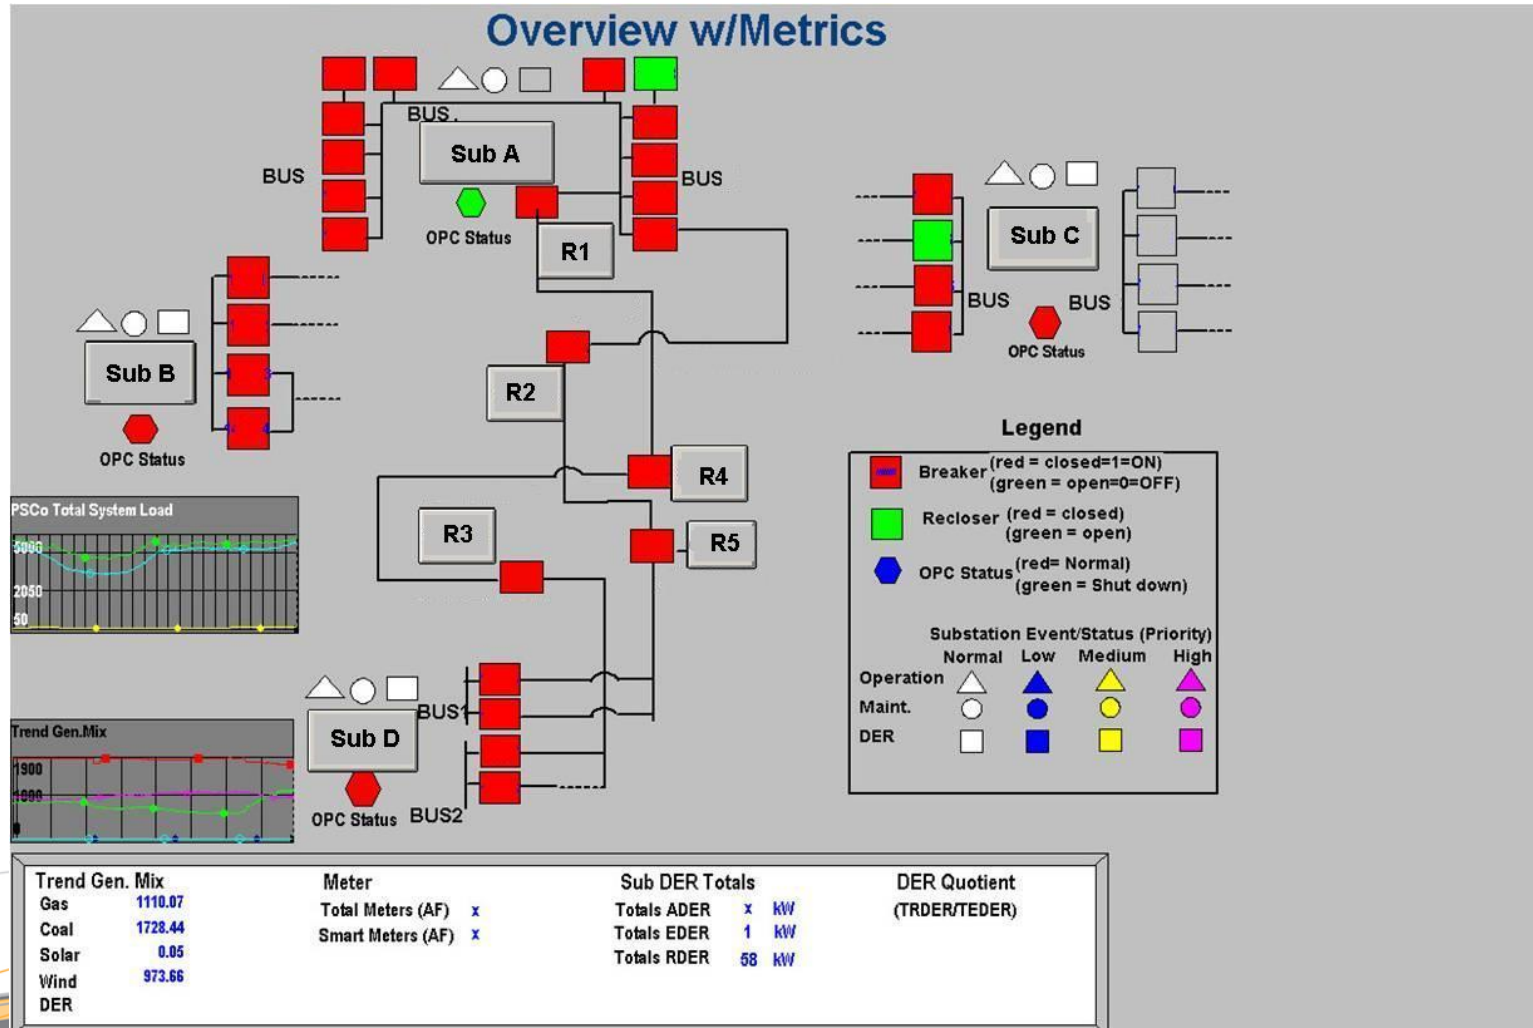 Overview w/Metrics
BUS
Sub A
BUS
BUS
OPC Status
R1
Sub C
BUS
BUS
OPC Status
Sub B
OPC Status
R2
Legend
Breaker (red = closed=1=ON)
(green = open=0=OFF)
Recloser (red = closed)
(green = open)
OPC Status (red= Normal)
(green = Shut down)
Substation Event/Status (Priority)
Normal Low Medium High
Operation
Maint.
DER
R4
R3
R5
PSCo Total System Load
5000
2050
50
Sub D
BUS1
OPC Status
BUS2
Trend Gen.Mix
1900
1000
0
Trend Gen. Mix
Gas 1110.07
Coal 1728.44
Solar 0.05
Wind 973.66
DER
Meter
Total Meters (AF) x
Smart Meters (AF) x
Sub DER Totals
Totals ADER x kW
Totals EDER 1 kW
Totals RDER 58 kW
DER Quotient
(TRDER/TEDER)